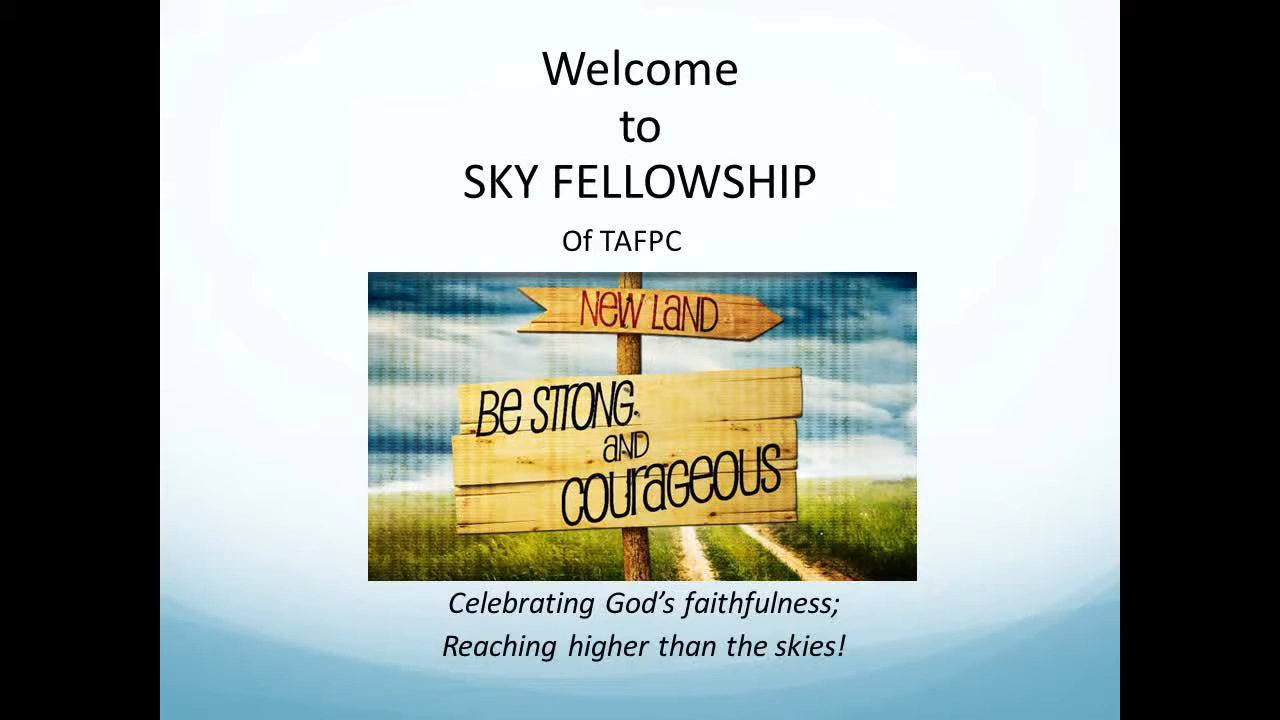 Welcome
to
SKY FELLOWSHIP
Of TAFPC
NEW LAND
BE STRONG
AND
COURAGEOUS
Celebrating God's faithfulness;
Reaching higher than the skies!